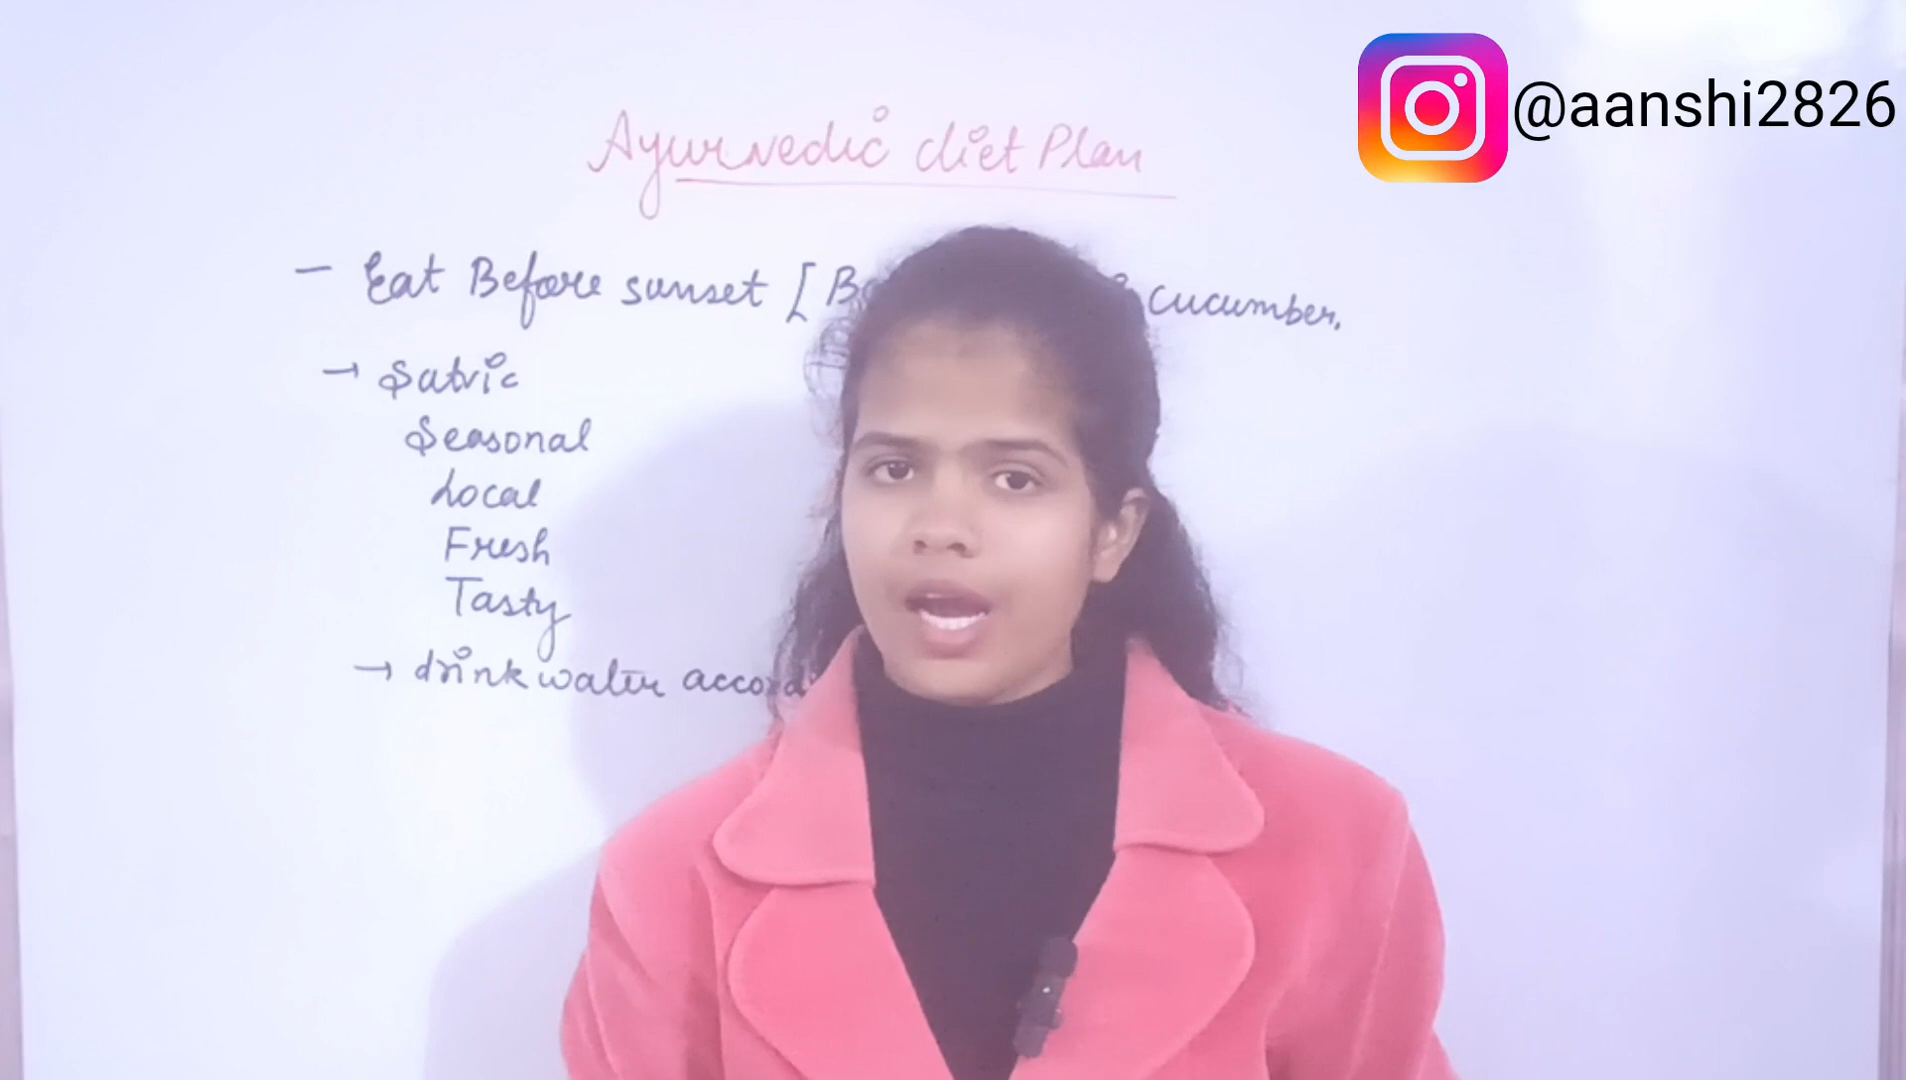 @aanshi2826
Ayurvedic diet Plan
- Eat Before sunset [ cucumber.
→ Satvic
Seasonal
Local
Fresh
Tasty
→ drink water